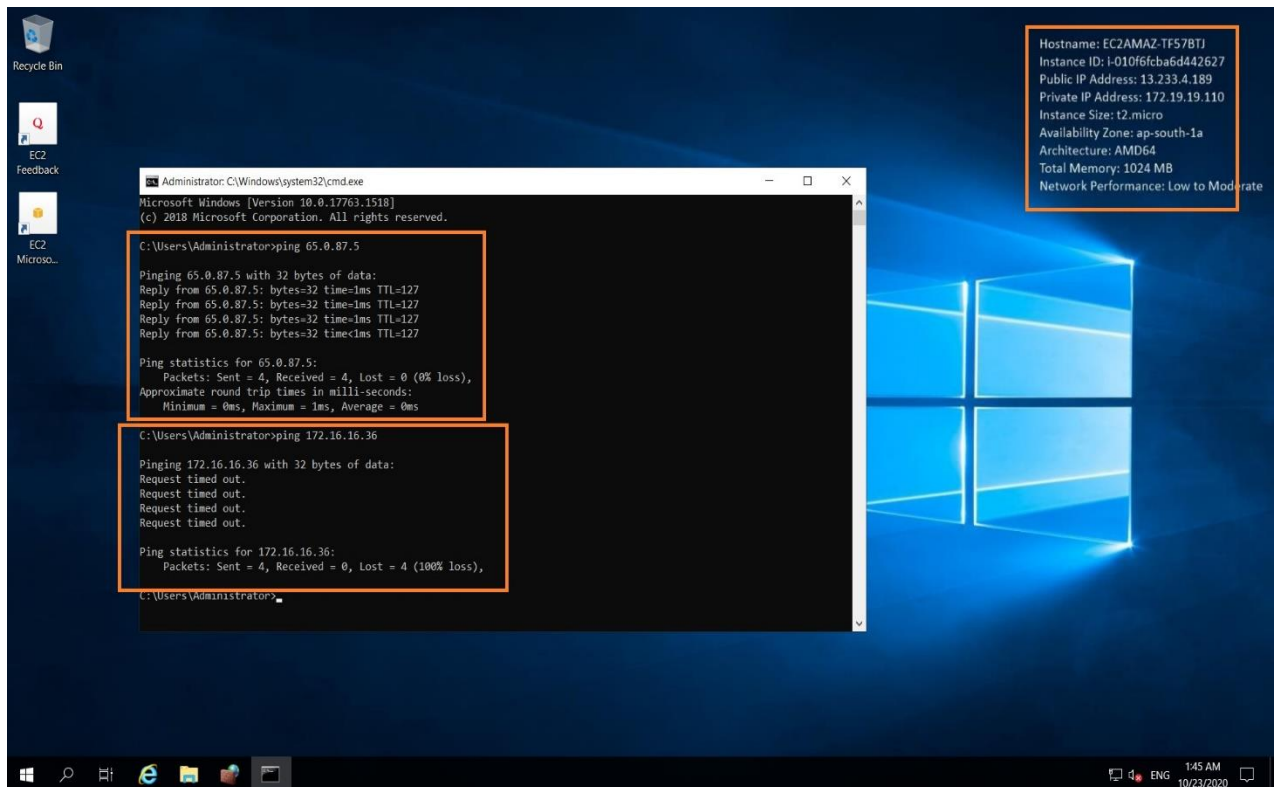 Recycle Bin
EC2
Feedback
EC2
Microso...
Hostname: EC2AMAZ-TF57BTJ
Instance ID: i-010f6fcba6d442627
Public IP Address: 13.233.4.189
Private IP Address: 172.19.19.110
Instance Size: t2.micro
Availability Zone: ap-south-1a
Architecture: AMD64
Total Memory: 1024 MB
Network Performance: Low to Moderate
Administrator: C:\Windows\system32\cmd.exe
Microsoft Windows [Version 10.0.17763.1518]
(c) 2018 Microsoft Corporation. All rights reserved.
C:\Users\Administrator>ping 65.0.87.5
Pinging 65.0.87.5 with 32 bytes of data:
Reply from 65.0.87.5: bytes=32 time=1ms TTL=127
Reply from 65.0.87.5: bytes=32 time=1ms TTL=127
Reply from 65.0.87.5: bytes=32 time=1ms TTL=127
Reply from 65.0.87.5: bytes=32 time<1ms TTL=127
Ping statistics for 65.0.87.5:
Packets: Sent = 4, Received = 4, Lost = 0 (0% loss),
Approximate round trip times in milli-seconds:
Minimum = 0ms, Maximum = 1ms, Average = 0ms
C:\Users\Administrator>ping 172.16.16.36
Pinging 172.16.16.36 with 32 bytes of data:
Request timed out.
Request timed out.
Request timed out.
Request timed out.
Ping statistics for 172.16.16.36:
Packets: Sent = 4, Received = 0, Lost = 4 (100% loss),
C:\Users\Administrator>
ENG
1:45 AM
10/23/2020